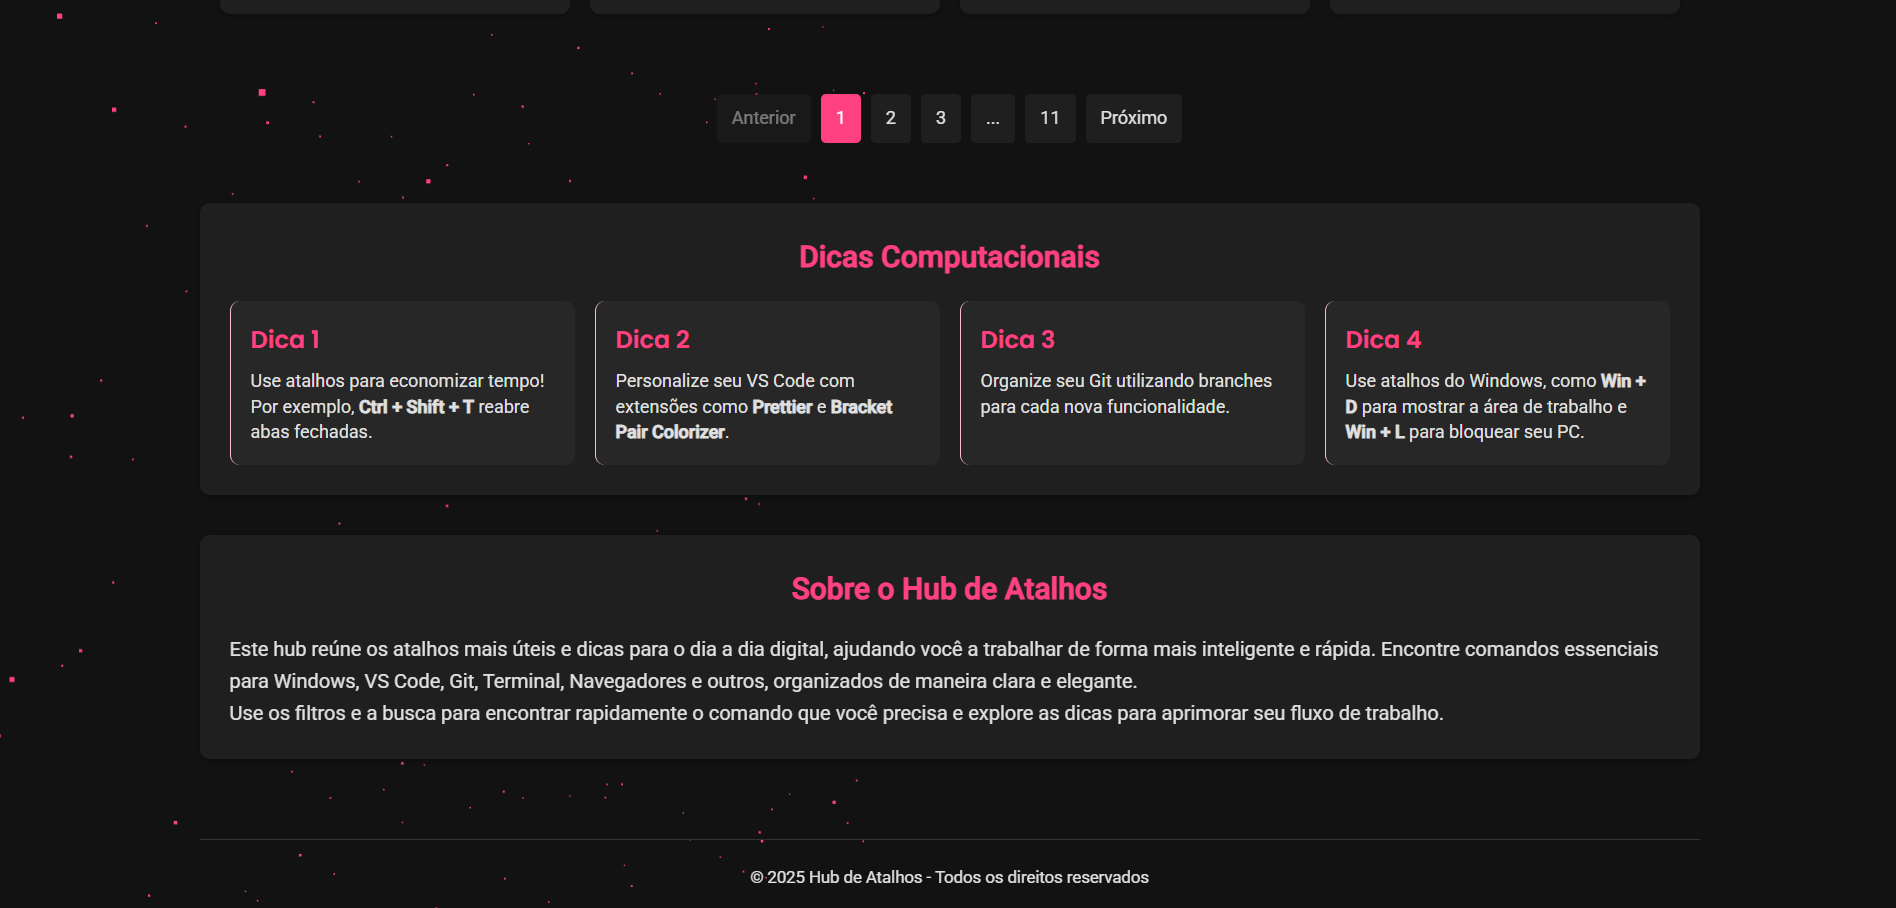 Anterior 1 2 3 ... 11 Próximo
Dicas Computacionais
Dica 1
Use atalhos para economizar tempo!
Por exemplo, Ctrl + Shift + T reabre
abas fechadas.
Dica 2
Personalize seu VS Code com
extensões como Prettier e Bracket
Pair Colorizer.
Dica 3
Organize seu Git utilizando branches
para cada nova funcionalidade.
Dica 4
Use atalhos do Windows, como Win +
D para mostrar a área de trabalho e
Win + L para bloquear seu PC.
Sobre o Hub de Atalhos
Este hub reúne os atalhos mais úteis e dicas para o dia a dia digital, ajudando você a trabalhar de forma mais inteligente e rápida. Encontre comandos essenciais
para Windows, VS Code, Git, Terminal, Navegadores e outros, organizados de maneira clara e elegante.
Use os filtros e a busca para encontrar rapidamente o comando que você precisa e explore as dicas para aprimorar seu fluxo de trabalho.
© 2025 Hub de Atalhos - Todos os direitos reservados